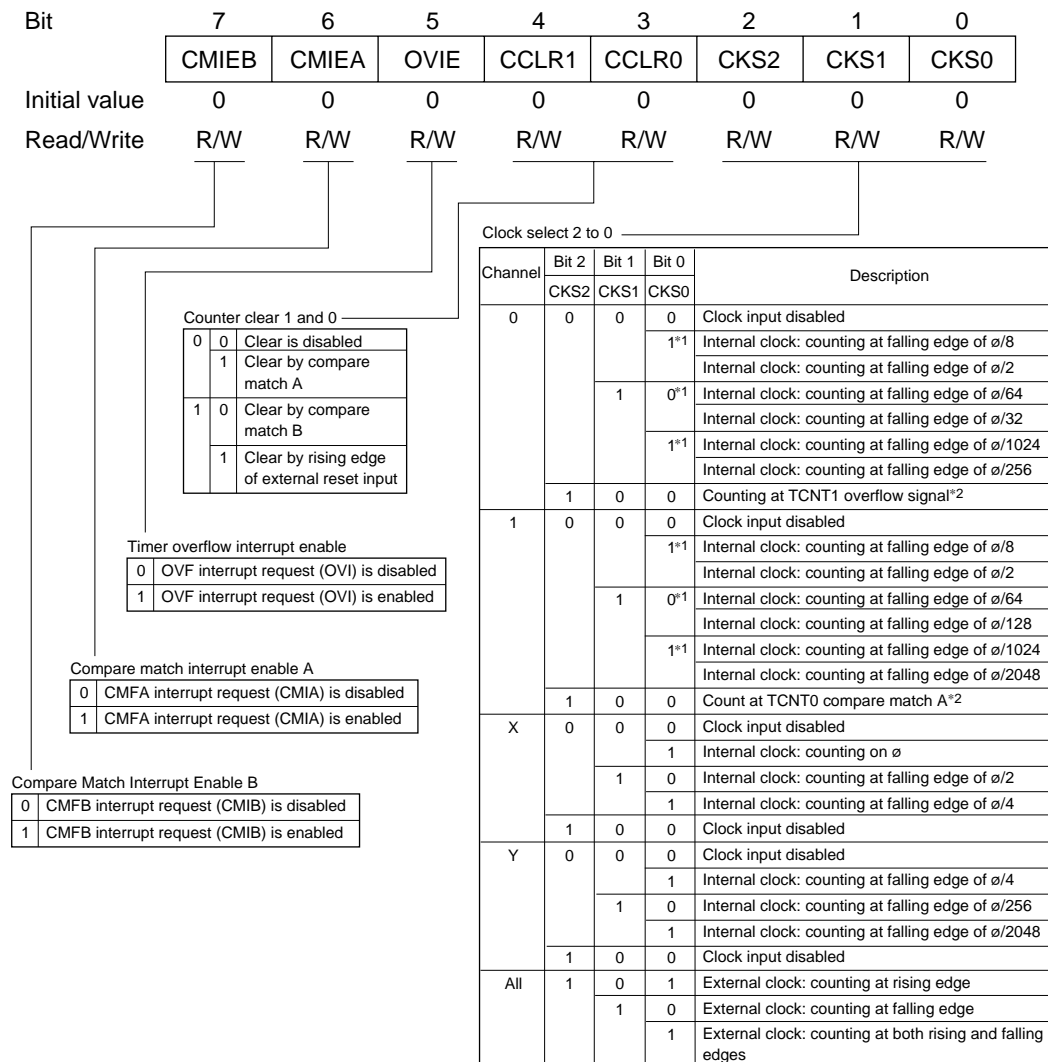 Bit 7 6 5 4 3 2 1 0
CMIEB CMIEA OVIE CCLR1 CCLR0 CKS2 CKS1 CKS0
Initial value 0 0 0 0 0 0 0 0
Read/Write R/W R/W R/W R/W R/W R/W R/W R/W
Clock select 2 to 0
Channel Bit 2 Bit 1 Bit 0 Description
CKS2 CKS1 CKS0
0 0 0 0 Clock input disabled
1*1 Internal clock: counting at falling edge of ø/8
Internal clock: counting at falling edge of ø/2
1 0*1 Internal clock: counting at falling edge of ø/64
Internal clock: counting at falling edge of ø/32
1*1 Internal clock: counting at falling edge of ø/1024
Internal clock: counting at falling edge of ø/256
1 0 0 Counting at TCNT1 overflow signal*2
1 0 0 0 Clock input disabled
1*1 Internal clock: counting at falling edge of ø/8
Internal clock: counting at falling edge of ø/2
1 0*1 Internal clock: counting at falling edge of ø/64
Internal clock: counting at falling edge of ø/128
1*1 Internal clock: counting at falling edge of ø/1024
Internal clock: counting at falling edge of ø/2048
1 0 0 Count at TCNT0 compare match A*2
X 0 0 0 Clock input disabled
1 Internal clock: counting on ø
1 0 Internal clock: counting at falling edge of ø/2
1 Internal clock: counting at falling edge of ø/4
1 0 0 Clock input disabled
Y 0 0 0 Clock input disabled
1 Internal clock: counting at falling edge of ø/4
1 0 Internal clock: counting at falling edge of ø/256
1 Internal clock: counting at falling edge of ø/2048
1 0 0 Clock input disabled
All 1 0 1 External clock: counting at rising edge
1 0 External clock: counting at falling edge
1 External clock: counting at both rising and falling
edges
Counter clear 1 and 0
0 0 Clear is disabled
1 Clear by compare
match A
1 0 Clear by compare
match B
1 Clear by rising edge
of external reset input
Timer overflow interrupt enable
0 OVF interrupt request (OVI) is disabled
1 OVF interrupt request (OVI) is enabled
Compare match interrupt enable A
0 CMFA interrupt request (CMIA) is disabled
1 CMFA interrupt request (CMIA) is enabled
Compare Match Interrupt Enable B
0 CMFB interrupt request (CMIB) is disabled
1 CMFB interrupt request (CMIB) is enabled